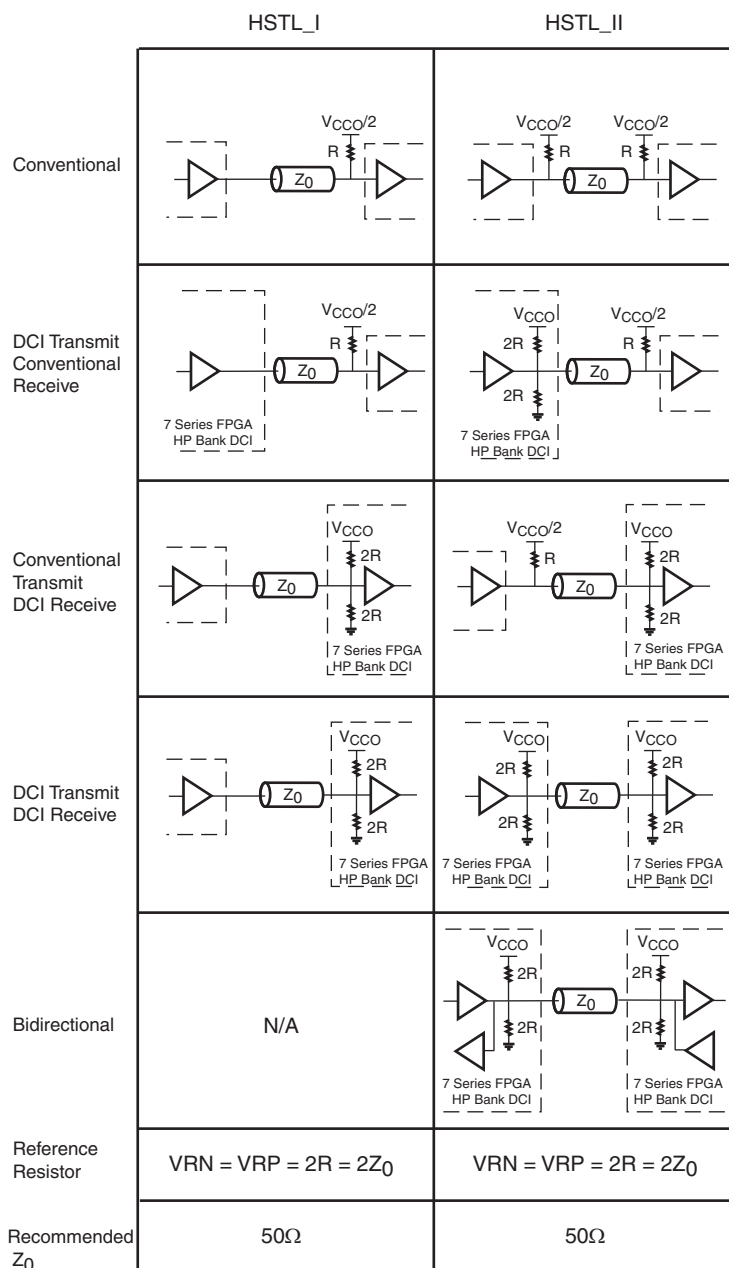 HSTL_I
HSTL_II
Conventional
VCCO/2
R
Z0
VCCO/2
VCCO/2
R
R
Z0
DCI Transmit
Conventional
Receive
VCCO/2
R
Z0
7 Series FPGA
HP Bank DCI
VCCO
2R
2R
VCCO/2
R
Z0
7 Series FPGA
HP Bank DCI
Conventional
Transmit
DCI Receive
VCCO
2R
Z0
2R
7 Series FPGA
HP Bank DCI
VCCO/2
R
Z0
VCCO
2R
2R
7 Series FPGA
HP Bank DCI
DCI Transmit
DCI Receive
VCCO
2R
Z0
2R
7 Series FPGA
HP Bank DCI
VCCO
2R
2R
Z0
VCCO
2R
2R
7 Series FPGA
HP Bank DCI
7 Series FPGA
HP Bank DCI
Bidirectional
N/A
VCCO
2R
2R
Z0
VCCO
2R
2R
7 Series FPGA
HP Bank DCI
7 Series FPGA
HP Bank DCI
Reference
Resistor
VRN = VRP = 2R = 2Z0
VRN = VRP = 2R = 2Z0
Recommended
Z0
50Ω
50Ω